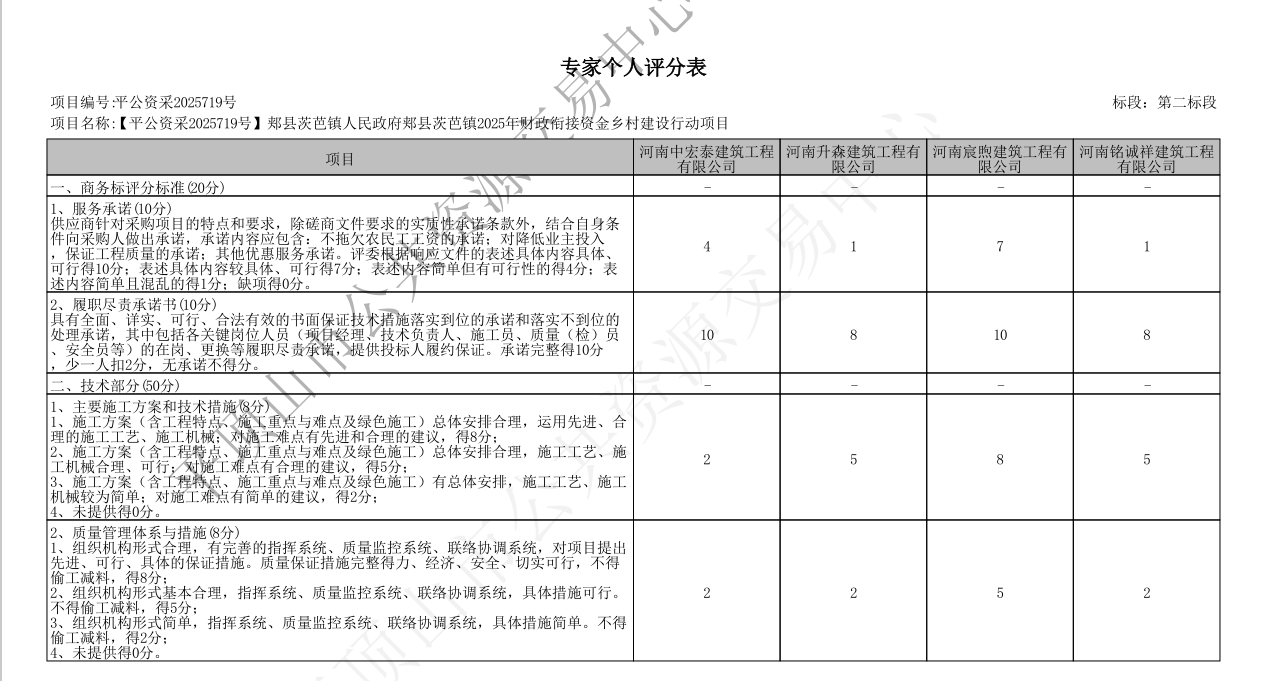 专家个人评分表
项目编号:平公资采2025719号
标段：第二标段
项目名称:【平公资采2025719号】郏县茨芭镇人民政府郏县茨芭镇2025年财政衔接资金乡村建设行动项目
项目
河南中宏泰建筑工程
有限公司
河南升森建筑工程有
限公司
河南宸煦建筑工程有
限公司
河南铭诚祥建筑工程
有限公司
一、商务标评分标准(20分)
–
–
–
–
1、服务承诺(10分)
供应商针对采购项目的特点和要求，除磋商文件要求的实质性承诺条款外，结合自身条
件向采购人做出承诺，承诺内容应包含：不拖欠农民工工资的承诺；对降低业主投入
，保证工程质量的承诺；其他优惠服务承诺。评委根据响应文件的表述具体内容具体、
可行得10分；表述具体内容较具体、可行得7分；表述内容简单但有可行性的得4分；表
述内容简单且混乱的得1分；缺项得0分。
4
1
7
1
2、履职尽责承诺书(10分)
具有全面、详实、可行、合法有效的书面保证技术措施落实到位的承诺和落实不到位的
处理承诺，其中包括各关键岗位人员（项目经理、技术负责人、施工员、质量（检）员
、安全员等）的在岗、更换等履职尽责承诺，提供投标人履约保证。承诺完整得10分
，少一人扣2分，无承诺不得分。
10
8
10
8
二、技术部分(50分)
–
–
–
–
1、主要施工方案和技术措施(8分)
1、施工方案（含工程特点、施工重点与难点及绿色施工）总体安排合理，运用先进、合
理的施工工艺、施工机械；对施工难点有先进和合理的建议，得8分；
2、施工方案（含工程特点、施工重点与难点及绿色施工）总体安排合理，施工工艺、施
工机械合理、可行；对施工难点有合理的建议，得5分；
3、施工方案（含工程特点、施工重点与难点及绿色施工）有总体安排，施工工艺、施工
机械较为简单；对施工难点有简单的建议，得2分；
4、未提供得0分。
2
5
8
5
2、质量管理体系与措施(8分)
1、组织机构形式合理，有完善的指挥系统、质量监控系统、联络协调系统，对项目提出
先进、可行、具体的保证措施。质量保证措施完整得力、经济、安全、切实可行，不得
偷工减料，得8分；
2、组织机构形式基本合理，指挥系统、质量监控系统、联络协调系统，具体措施可行。
不得偷工减料，得5分；
3、组织机构形式简单，指挥系统、质量监控系统、联络协调系统，具体措施简单。不得
偷工减料，得2分；
4、未提供得0分。
2
2
5
2
平顶山市公共资源交易中心
平顶山市公共资源交易中心